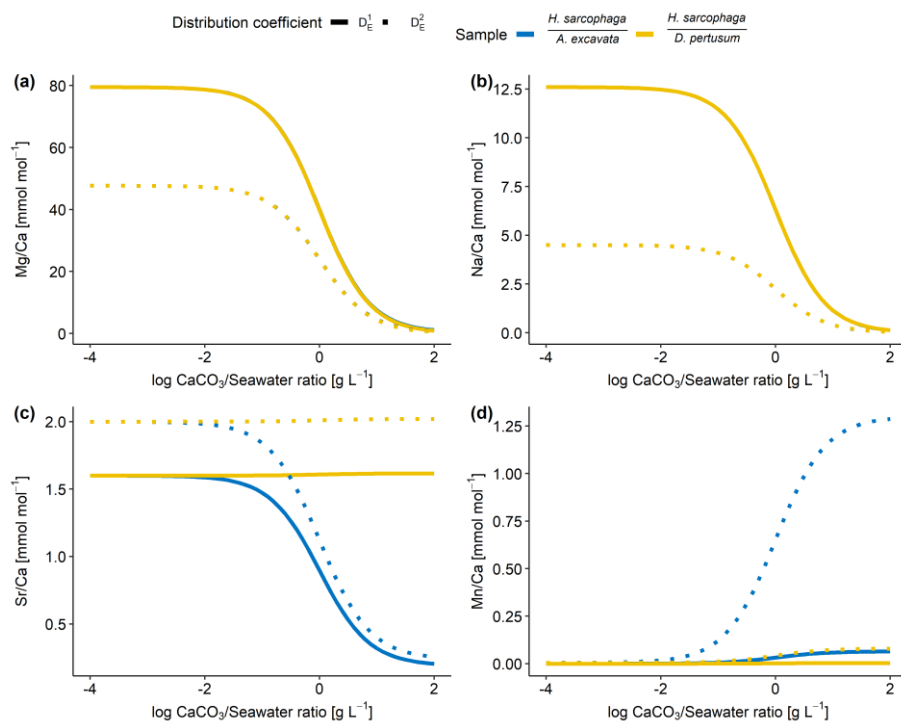 Distribution coefficient D_E^1 D_E^2 Sample H. sarcophaga / A. excavata H. sarcophaga / D. pertusum
(a)
Mg/Ca [mmol mol⁻¹]
80
60
40
20
0
-4 -2 0 2
log CaCO₃/Seawater ratio [g L⁻¹]
(b)
Na/Ca [mmol mol⁻¹]
12.5
10.0
7.5
5.0
2.5
0.0
-4 -2 0 2
log CaCO₃/Seawater ratio [g L⁻¹]
(c)
Sr/Ca [mmol mol⁻¹]
2.0
1.5
1.0
0.5
-4 -2 0 2
log CaCO₃/Seawater ratio [g L⁻¹]
(d)
Mn/Ca [mmol mol⁻¹]
1.25
1.00
0.75
0.50
0.25
0.00
-4 -2 0 2
log CaCO₃/Seawater ratio [g L⁻¹]